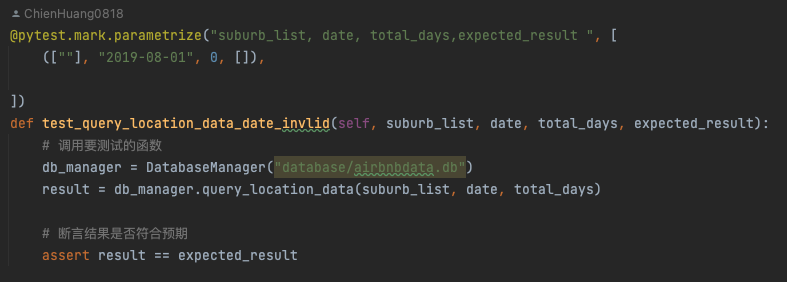 ChienHuang0818
@pytest.mark.parametrize("suburb_list, date, total_days,expected_result ", [
    ([""], "2019-08-01", 0, []),
])
def test_query_location_data_date_invlid(self, suburb_list, date, total_days, expected_result):
    # 调用要测试的函数
    db_manager = DatabaseManager("database/airbnbdata.db")
    result = db_manager.query_location_data(suburb_list, date, total_days)
    # 断言结果是否符合预期
    assert result == expected_result